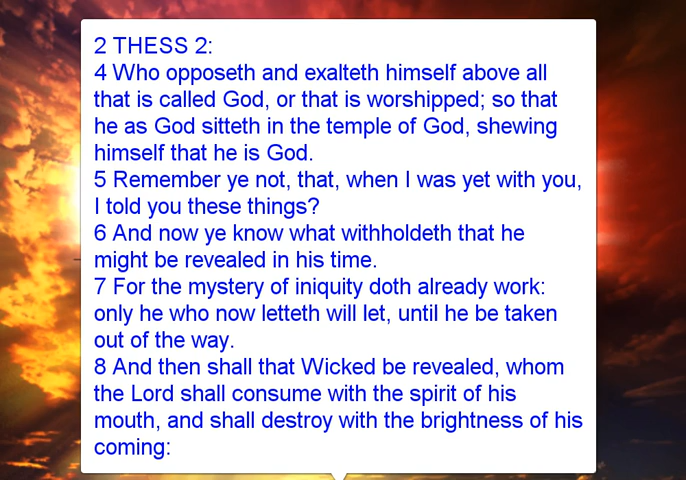 2 THESS 2:
4 Who opposeth and exalteth himself above all
that is called God, or that is worshipped; so that
he as God sitteth in the temple of God, shewing
himself that he is God.
5 Remember ye not, that, when I was yet with you,
I told you these things?
6 And now ye know what withholdeth that he
might be revealed in his time.
7 For the mystery of iniquity doth already work:
only he who now letteth will let, until he be taken
out of the way.
8 And then shall that Wicked be revealed, whom
the Lord shall consume with the spirit of his
mouth, and shall destroy with the brightness of his
coming: